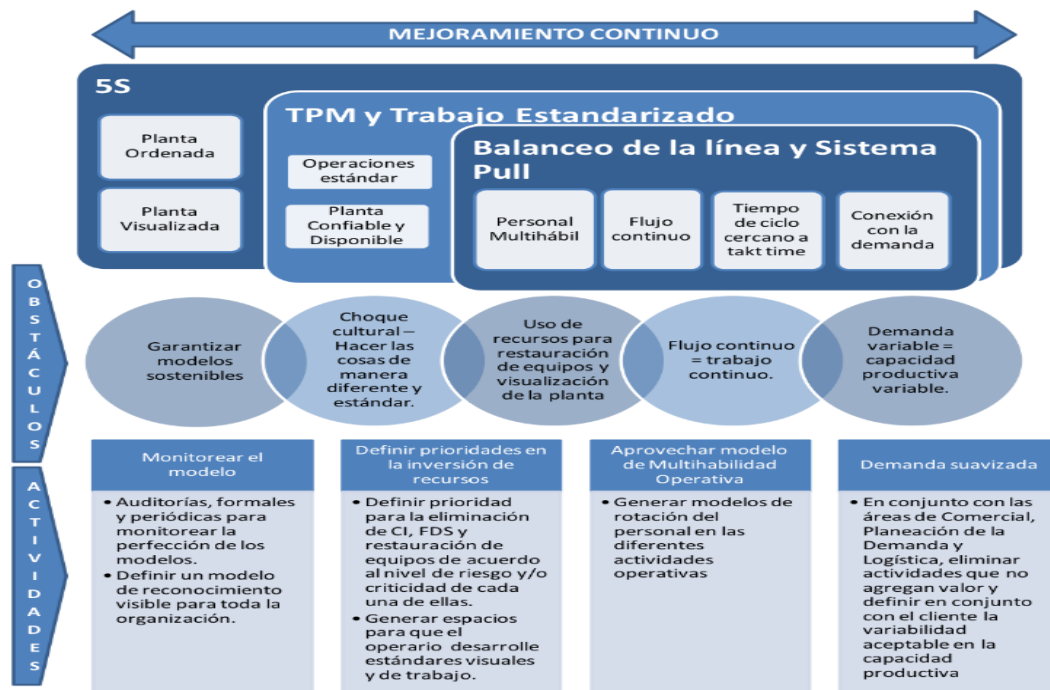 MEJORAMIENTO CONTINUO
5S
Planta
Ordenada
Planta
Visualizada
TPM y Trabajo Estandarizado
Operaciones
estándar
Planta
Confiable y
Disponible
Balanceo de la línea y Sistema
Pull
Personal
Multihábil
Flujo
continuo
Tiempo
de ciclo
cercano a
takt time
Conexión
con la
demanda
OBSTÁCULOS
Garantizar
modelos
sostenibles
Choque
cultural –
Hacer las
cosas de
manera
diferente y
estándar.
Uso de
recursos para
restauración
de equipos y
visualización
de la planta
Flujo continuo
= trabajo
continuo.
Demanda
variable =
capacidad
productiva
variable.
ACTIVIDADES
Monitorear el
modelo
• Auditorías, formales
y periódicas para
monitorear la
perfección de los
modelos.
• Definir un modelo
de reconocimiento
visible para toda la
organización.
Definir prioridades en
la inversión de
recursos
• Definir prioridad
para la eliminación
de CI, FDS y
restauración de
equipos de acuerdo
al nivel de riesgo y/o
criticidad de cada
una de ellas.
• Generar espacios
para que el
operario desarrolle
estándares visuales
y de trabajo.
Aprovechar modelo
de Multihabilidad
Operativa
• Generar modelos de
rotación del
personal en las
diferentes
actividades
operativas
Demanda suavizada
• En conjunto con las
áreas de Comercial,
Planeación de la
Demanda y
Logística, eliminar
actividades que no
agregan valor y
definir en conjunto
con el cliente la
variabilidad
aceptable en la
capacidad
productiva